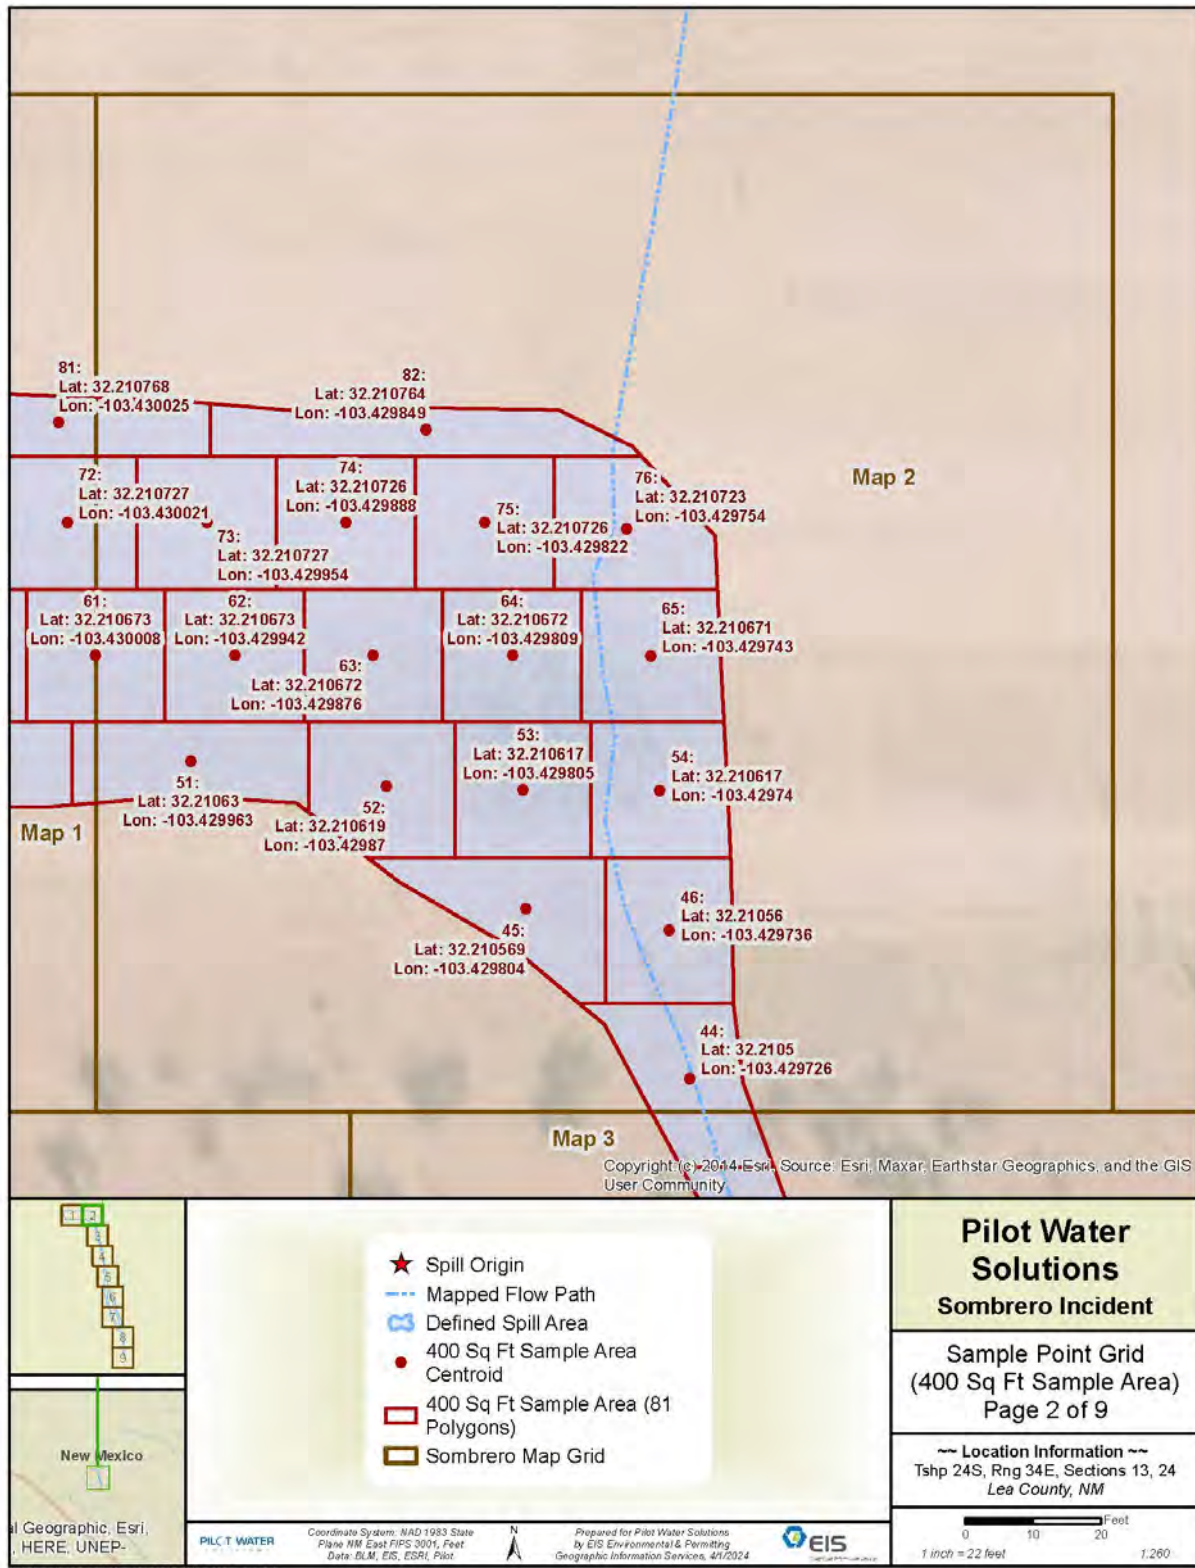 81:
Lat: 32.210768
Lon: -103.430025
82:
Lat: 32.210764
Lon: -103.429849
72:
Lat: 32.210727
Lon: -103.430021
73:
Lat: 32.210727
Lon: -103.429954
74:
Lat: 32.210726
Lon: -103.429888
75:
Lat: 32.210726
Lon: -103.429822
76:
Lat: 32.210723
Lon: -103.429754
Map 2
61:
Lat: 32.210673
Lon: -103.430008
62:
Lat: 32.210673
Lon: -103.429942
63:
Lat: 32.210672
Lon: -103.429876
64:
Lat: 32.210672
Lon: -103.429809
65:
Lat: 32.210671
Lon: -103.429743
51:
Lat: 32.21063
Lon: -103.429963
52:
Lat: 32.210619
Lon: -103.42987
53:
Lat: 32.210617
Lon: -103.429805
54:
Lat: 32.210617
Lon: -103.42974
Map 1
45:
Lat: 32.210569
Lon: -103.429804
46:
Lat: 32.21056
Lon: -103.429736
44:
Lat: 32.2105
Lon: -103.429726
Map 3
Copyright (c) 2014 Esri, Source: Esri, Maxar, Earthstar Geographics, and the GIS
User Community
1 2
3
4
5
6
7
8
9
New Mexico
al Geographic, Esri,
, HERE, UNEP-
Spill Origin
Mapped Flow Path
Defined Spill Area
400 Sq Ft Sample Area
Centroid
400 Sq Ft Sample Area (81
Polygons)
Sombrero Map Grid
PILOT WATER
Coordinate System: NAD 1983 State
Plane NM East FIPS 3001, Feet
Data: BLM, EIS, ESRI, Pilot
N
Prepared for Pilot Water Solutions
by EIS Environmental & Permitting
Geographic Information Services, 4/1/2024
EIS
Pilot Water
Solutions
Sombrero Incident
Sample Point Grid
(400 Sq Ft Sample Area)
Page 2 of 9
~~ Location Information ~~
Tshp 24S, Rng 34E, Sections 13, 24
Lea County, NM
Feet
0 10 20
1 inch = 22 feet 1:260